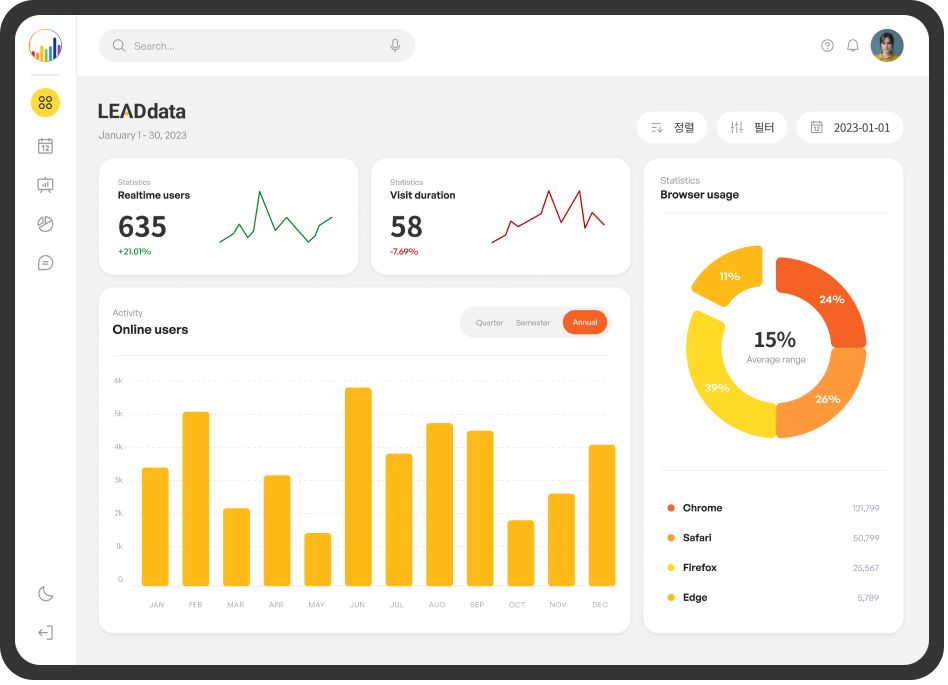 Search...
LEADdata
January 1 - 30, 2023
정렬
필터
12
2023-01-01
12
Statistics
Realtime users
635
+21.01%
Statistics
Visit duration
58
-7.69%
Statistics
Browser usage
11%
24%
15%
Average range
39%
26%
Chrome
121,799
Safari
50,799
Firefox
25,567
Edge
5,789
Activity
Online users
Quarter
Semester
Annual
6k
5k
4k
3k
2k
1k
0
JAN FEB MAR APR MAY JUN JUL AUG SEP OCT NOV DEC